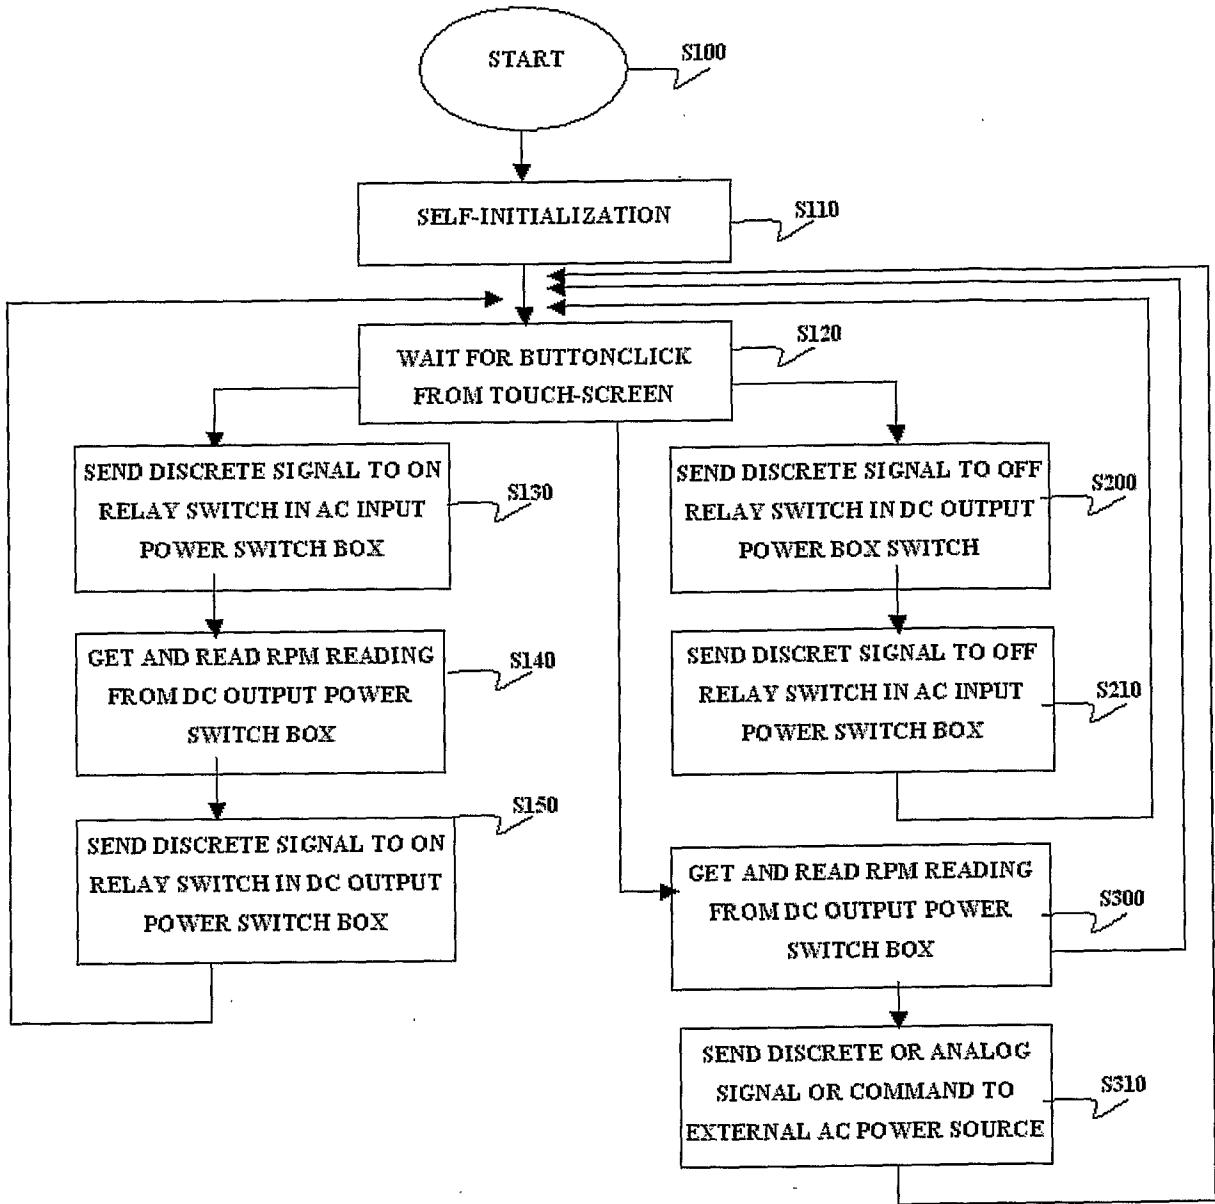 START
S100
SELF-INITIALIZATION
S110
WAIT FOR BUTTONCLICK
FROM TOUCH-SCREEN
S120
SEND DISCRETE SIGNAL TO ON
RELAY SWITCH IN AC INPUT
POWER SWITCH BOX
S130
GET AND READ RPM READING
FROM DC OUTPUT POWER
SWITCH BOX
S140
SEND DISCRETE SIGNAL TO ON
RELAY SWITCH IN DC OUTPUT
POWER SWITCH BOX
S150
SEND DISCRETE SIGNAL TO OFF
RELAY SWITCH IN DC OUTPUT
POWER BOX SWITCH
S200
SEND DISCRET SIGNAL TO OFF
RELAY SWITCH IN AC INPUT
POWER SWITCH BOX
S210
GET AND READ RPM READING
FROM DC OUTPUT POWER
SWITCH BOX
S300
SEND DISCRETE OR ANALOG
SIGNAL OR COMMAND TO
EXTERNAL AC POWER SOURCE
S310